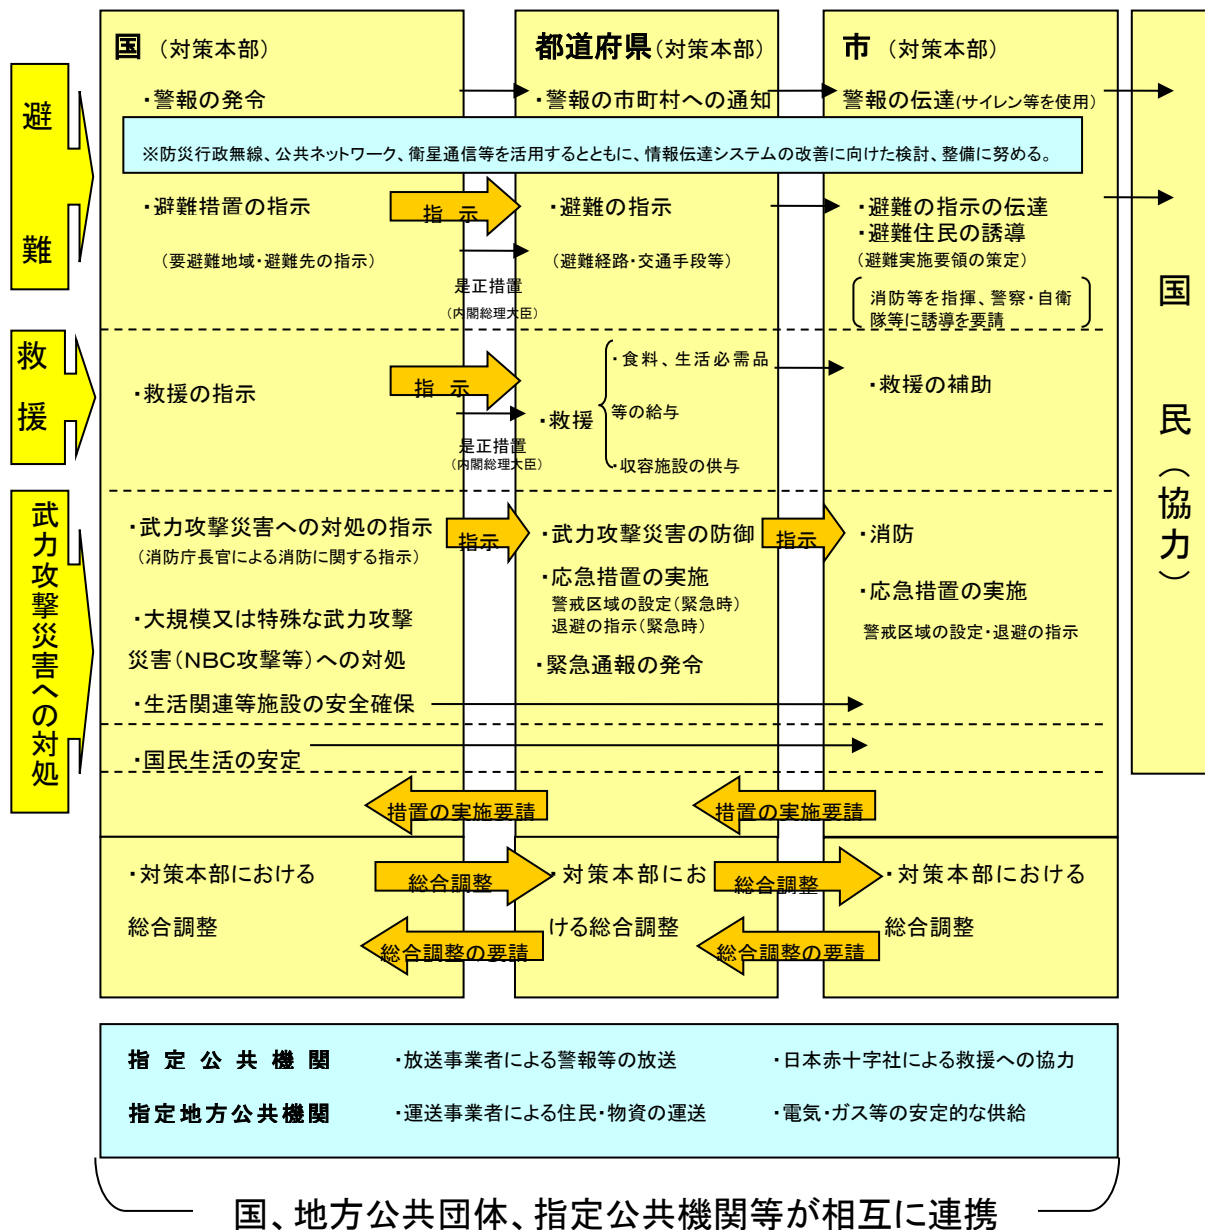 国 （対策本部）
都道府県（対策本部）
市 （対策本部）
避難
・警報の発令
・警報の市町村への通知
警報の伝達（サイレン等を使用）
※防災行政無線、公共ネットワーク、衛星通信等を活用するとともに、情報伝達システムの改善に向けた検討、整備に努める。
・避難措置の指示
指 示
・避難の指示
・避難の指示の伝達
・避難住民の誘導
（要避難地域・避難先の指示）
（避難経路・交通手段等）
（避難実施要領の策定）
是正措置
（内閣総理大臣）
消防等を指揮、警察・自衛
隊等に誘導を要請
国民（協力）
救援
・救援の指示
指 示
・食料、生活必需品
・救援
等の給与
・収容施設の供与
・救援の補助
是正措置
（内閣総理大臣）
武力攻撃災害への対処
・武力攻撃災害への対処の指示
（消防庁長官による消防に関する指示）
指示
・武力攻撃災害の防御
指示
・消防
・応急措置の実施
警戒区域の設定（緊急時）
退避の指示（緊急時）
・応急措置の実施
警戒区域の設定・退避の指示
・大規模又は特殊な武力攻撃
災害（NBC攻撃等）への対処
・緊急通報の発令
・生活関連等施設の安全確保
・国民生活の安定
措置の実施要請
措置の実施要請
・対策本部における
総合調整
総合調整
・対策本部にお
ける総合調整
総合調整
・対策本部における
総合調整
総合調整の要請
総合調整の要請
指定公共機関
・放送事業者による警報等の放送
・日本赤十字社による救援への協力
指定地方公共機関
・運送事業者による住民・物資の運送
・電気・ガス等の安定的な供給
国、地方公共団体、指定公共機関等が相互に連携